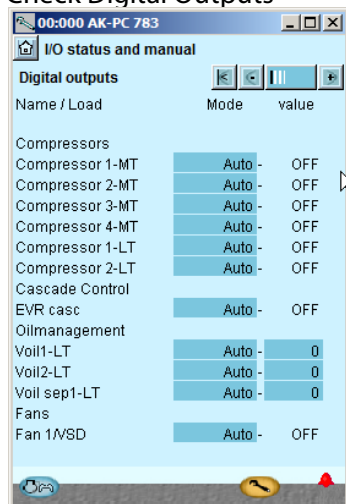 Check Digital Outputs
00:000 AK-PC 783
I/O status and manual
Digital outputs
Name / Load Mode value
Compressors
Compressor 1-MT Auto - OFF
Compressor 2-MT Auto - OFF
Compressor 3-MT Auto - OFF
Compressor 4-MT Auto - OFF
Compressor 1-LT Auto - OFF
Compressor 2-LT Auto - OFF
Cascade Control
EVR casc Auto - OFF
Oilmanagement
Voil1-LT Auto - 0
Voil2-LT Auto - 0
Voil sep1-LT Auto - 0
Fans
Fan 1/VSD Auto - OFF